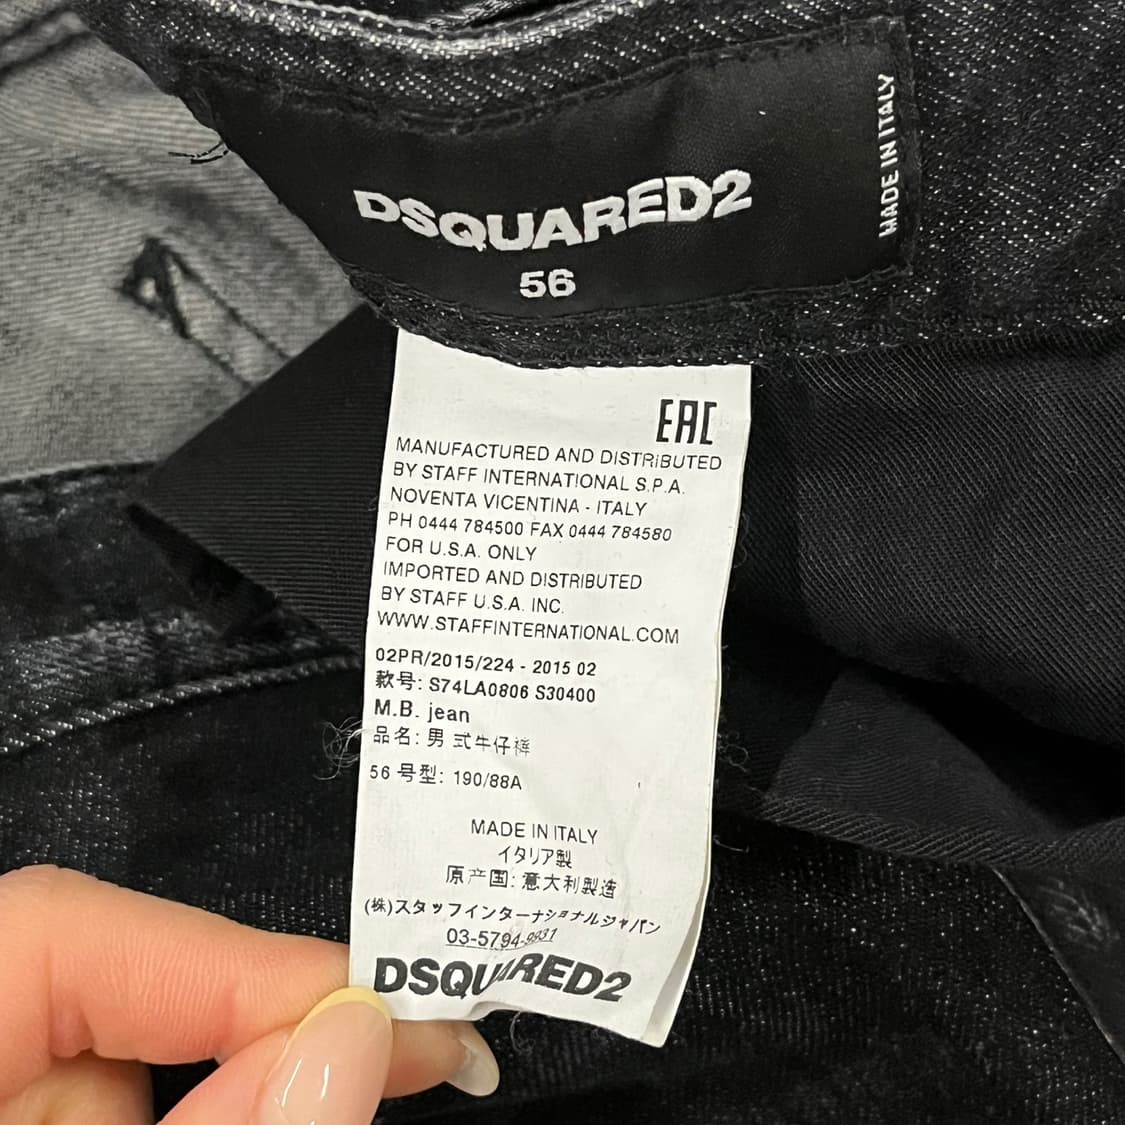 DSQUARED2
56
MADE IN ITALY
EAC
MANUFACTURED AND DISTRIBUTED
BY STAFF INTERNATIONAL S.P.A.
NOVENTA VICENTINA - ITALY
PH 0444 784500 FAX 0444 784580
FOR U.S.A. ONLY
IMPORTED AND DISTRIBUTED
BY STAFF U.S.A. INC.
WWW.STAFFINTERNATIONAL.COM
02PR/2015/224 - 2015 02
款号: S74LA0806 S30400
M.B. jean
品名: 男 式牛仔裤
56 号型: 190/88A
MADE IN ITALY
イタリア製
原产国: 意大利製造
(株)スタッフインターナショナルジャパン
03-5794-9931
DSQUARED2